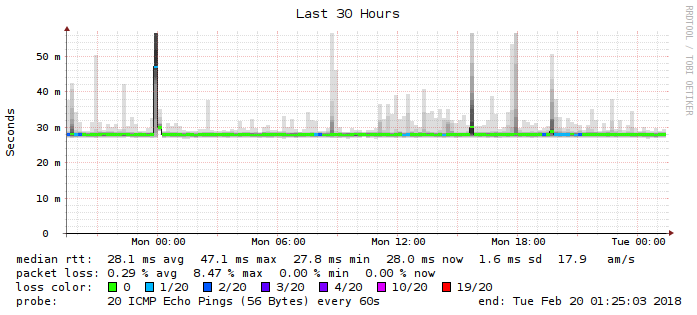 Last 30 Hours
RRDTOOL / TOBI OETIKER
Seconds
50 m
40 m
30 m
20 m
10 m
0
Mon 00:00 Mon 06:00 Mon 12:00 Mon 18:00 Tue 00:00
median rtt: 28.1 ms avg 47.1 ms max 27.8 ms min 28.0 ms now 1.6 ms sd 17.9 am/s
packet loss: 0.29 % avg 8.47 % max 0.00 % min 0.00 % now
loss color: 0 1/20 2/20 3/20 4/20 10/20 19/20
probe: 20 ICMP Echo Pings (56 Bytes) every 60s end: Tue Feb 20 01:25:03 2018